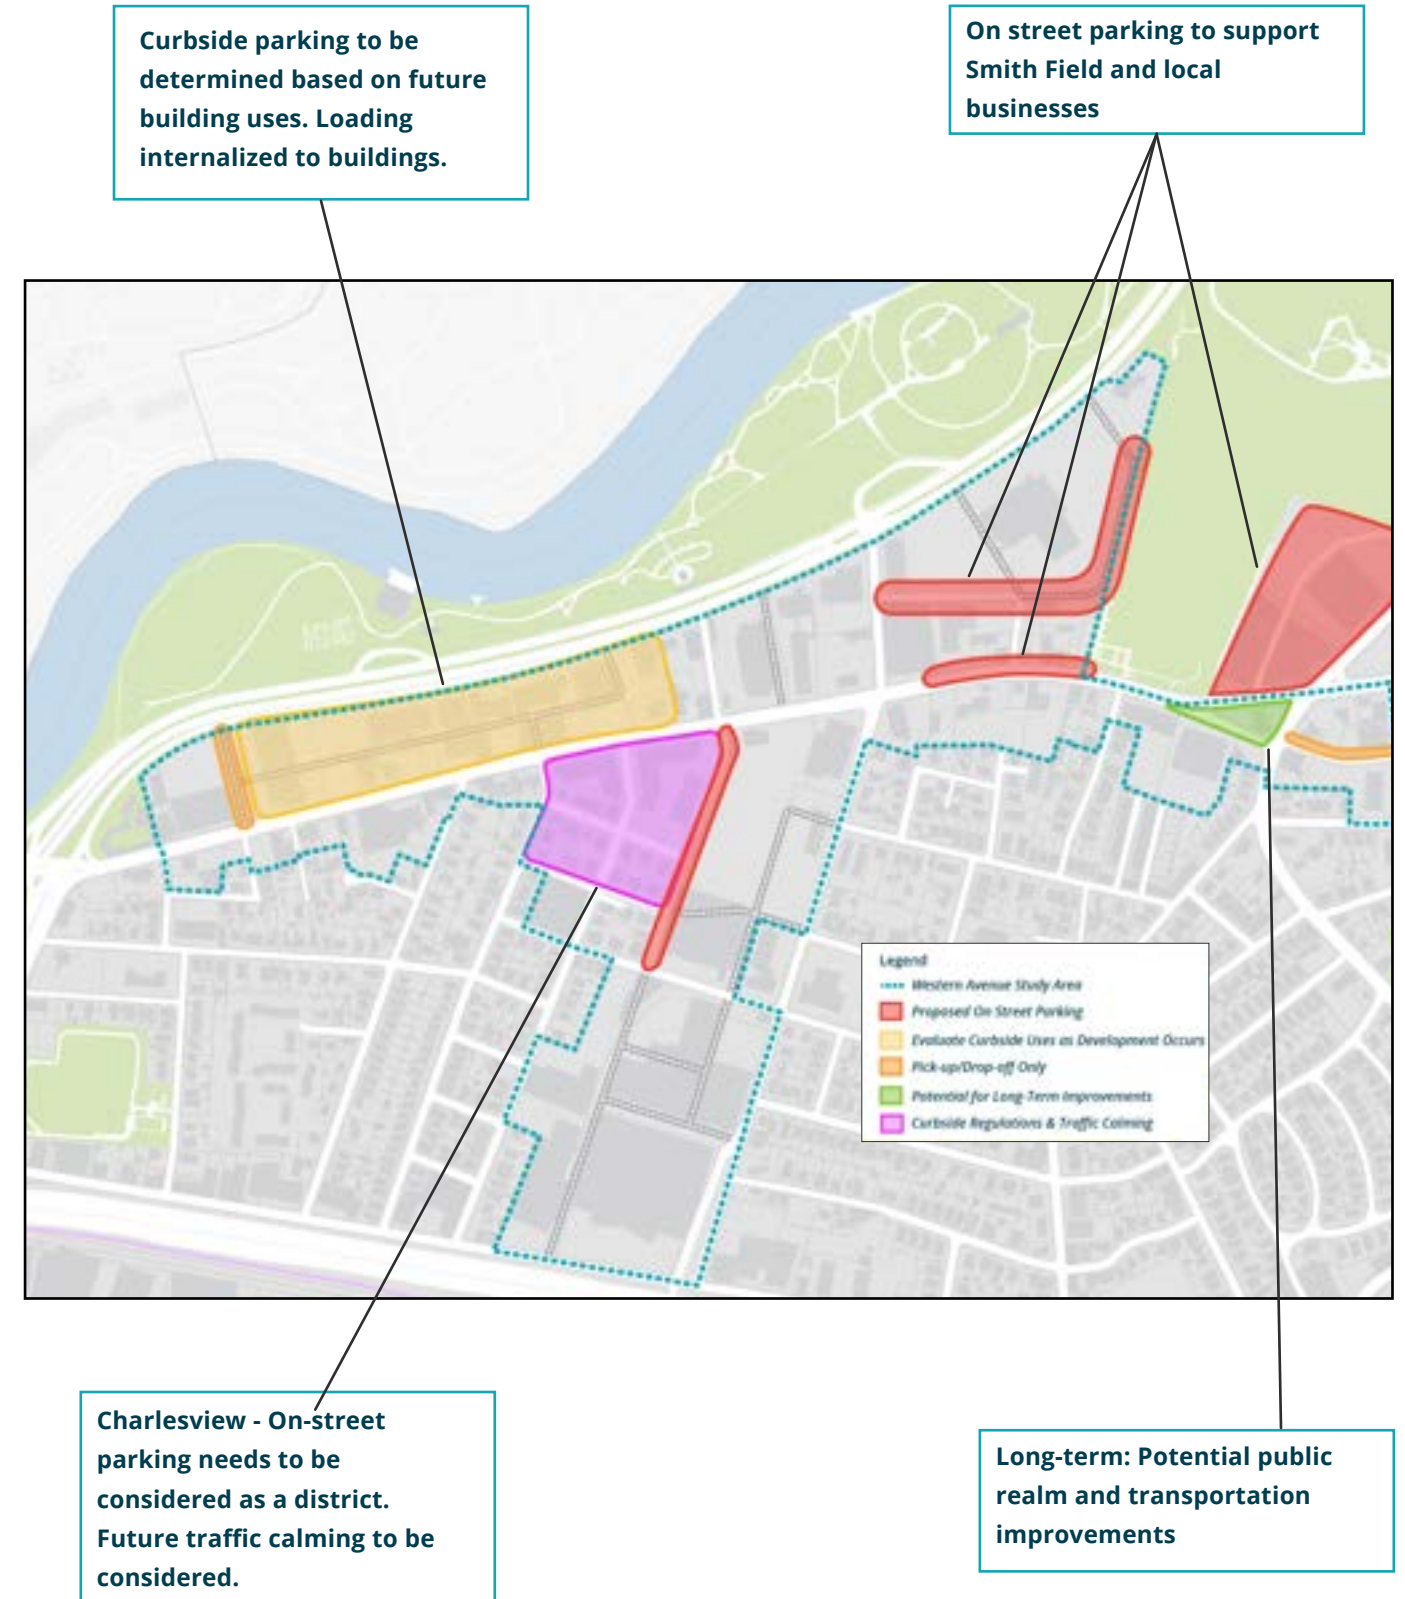 Curbside parking to be
determined based on future
building uses. Loading
internalized to buildings.
On street parking to support
Smith Field and local
businesses
Legend
Western Avenue Study Area
Proposed On Street Parking
Evaluate Curbside Uses as Development Occurs
Pick-up/Drop-off Only
Potential for Long-Term Improvements
Curbside Regulations & Traffic Calming
Charlesview - On-street
parking needs to be
considered as a district.
Future traffic calming to be
considered.
Long-term: Potential public
realm and transportation
improvements